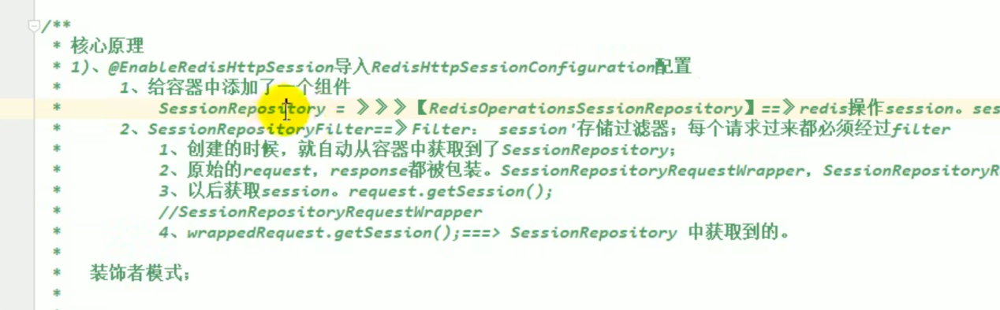 /**
* 核心原理
* 1)、@EnableRedisHttpSession导入RedisHttpSessionConfiguration配置
* 1、给容器中添加了一个组件
* SessionRepository = 》》》【RedisOperationsSessionRepository】==》redis操作session。ses
* 2、SessionRepositoryFilter==》Filter： session'存储过滤器；每个请求过来都必须经过filter
* 1、创建的时候，就自动从容器中获取到了SessionRepository；
* 2、原始的request，response都被包装。SessionRepositoryRequestWrapper，SessionRepositoryR
* 3、以后获取session。request.getSession();
* //SessionRepositoryRequestWrapper
* 4、wrappedRequest.getSession();===> SessionRepository 中获取到的。
*
* 装饰者模式；
*